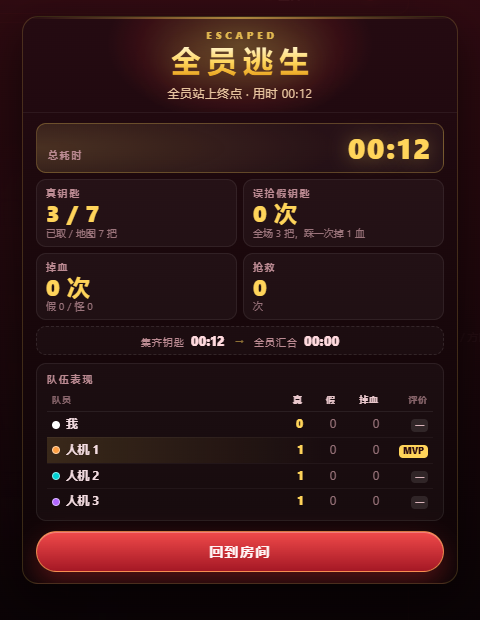 ESCAPED
全员逃生
全员站上终点 · 用时 00:12
总耗时 00:12
真钥匙
3 / 7
已取 / 地图 7 把
误拾假钥匙
0 次
全场 3 把，踩一次掉 1 血
掉血
0 次
假 0 / 怪 0
抢救
0
次
集齐钥匙 00:12 → 全员汇合 00:00
队伍表现
队员 真 假 掉血 评价
我 0 0 0 —
人机 1 1 0 0 MVP
人机 2 1 0 0 —
人机 3 1 0 0 —
回到房间